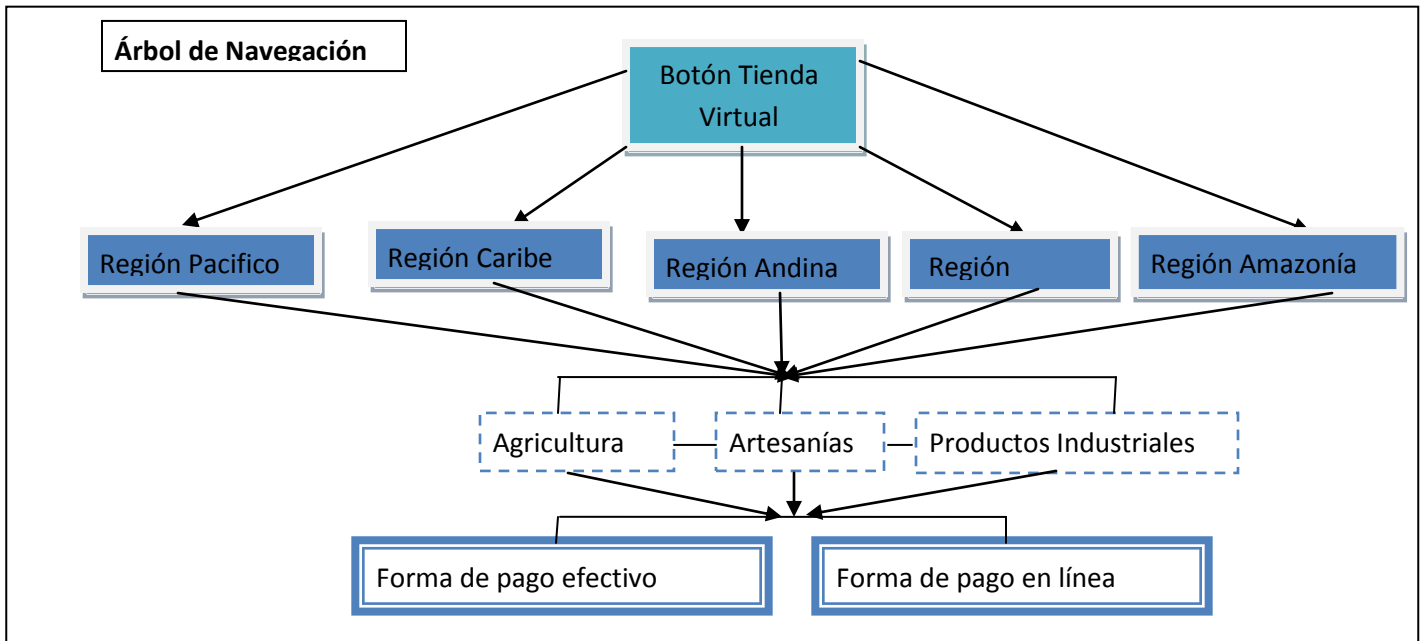 Árbol de Navegación
Botón Tienda
Virtual
Región Pacifico
Región Caribe
Región Andina
Región
Región Amazonía
Agricultura
Artesanías
Productos Industriales
Forma de pago efectivo
Forma de pago en línea